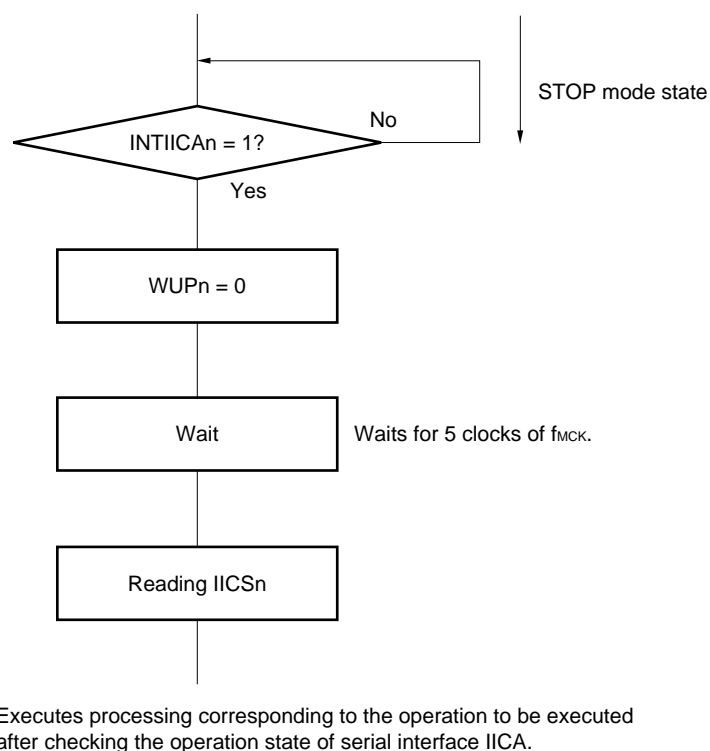 STOP mode state
No
INTIICAn = 1?
Yes
WUPn = 0
Wait
Waits for 5 clocks of fMCK.
Reading IICSn
Executes processing corresponding to the operation to be executed
after checking the operation state of serial interface IICA.